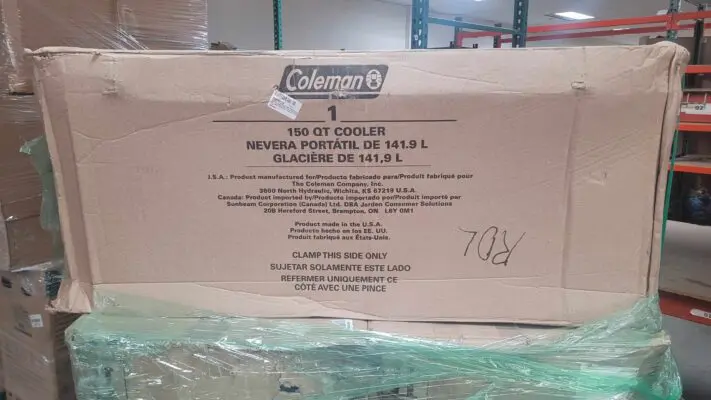 Coleman
1
150 QT COOLER
NEVERA PORTÁTIL DE 141.9 L
GLACIÈRE DE 141,9 L
J.S.A.: Product manufactured for/Producto fabricado para/Produit fabriqué pour
The Coleman Company, Inc.
3600 North Hydraulic, Wichita, KS 67219 U.S.A.
Canada: Product imported by/Producto importado por/Produit importé par
Sunbeam Corporation (Canada) Ltd. DBA Jarden Consumer Solutions
20B Hereford Street, Brampton, ON L6Y 0M1
Product made in the U.S.A.
Producto hecho en los EE. UU.
Produit fabriqué aux États-Unis.
CLAMP THIS SIDE ONLY
SUJETAR SOLAMENTE ESTE LADO
REFERMER UNIQUEMENT CE
CÔTÉ AVEC UNE PINCE
02